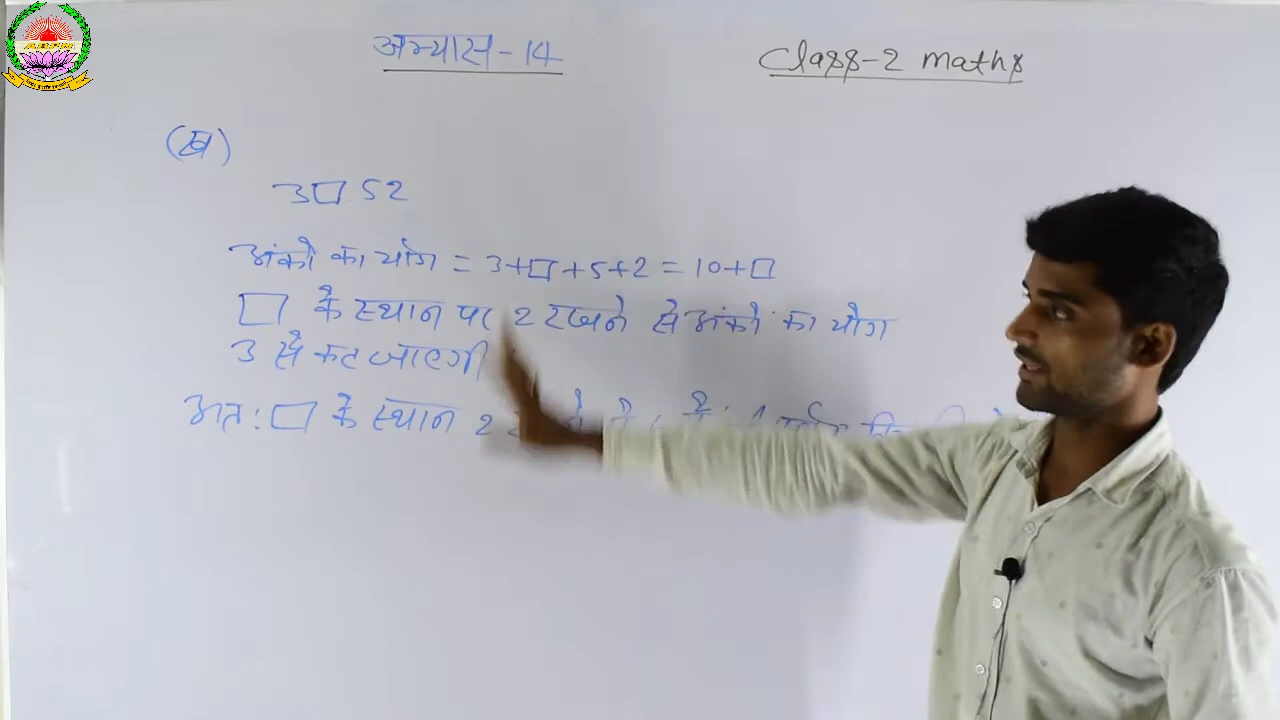 अभ्यास-14
Class-2 maths
(ख)
3□52
अंको का योग = 3+□+5+2 = 10+□
□ के स्थान पर 2 रखने से अंको का योग
3 से कट जाएगी
अत: □ के स्थान 2